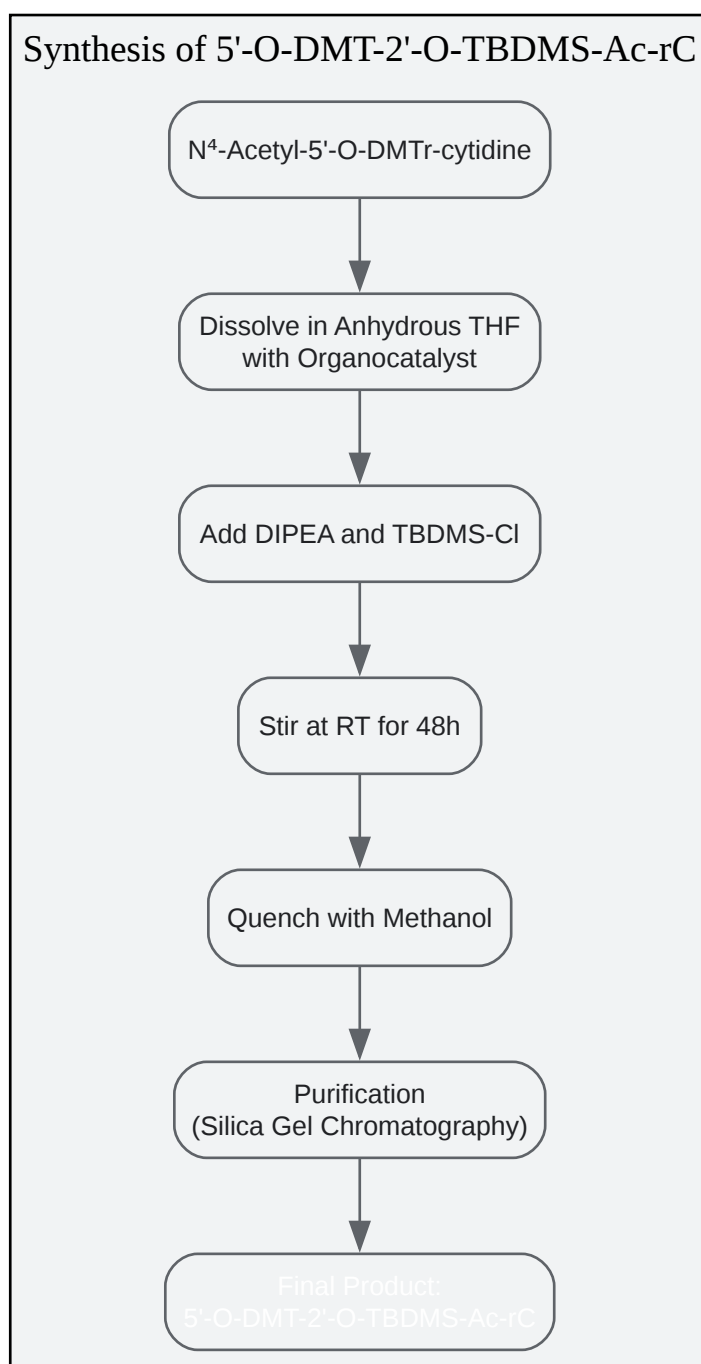 Synthesis of 5'-O-DMT-2'-O-TBDMS-Ac-rC
N⁴-Acetyl-5'-O-DMTr-cytidine
Dissolve in Anhydrous THF
with Organocatalyst
Add DIPEA and TBDMS-Cl
Stir at RT for 48h
Quench with Methanol
Purification
(Silica Gel Chromatography)
Final Product:
5'-O-DMT-2'-O-TBDMS-Ac-rC